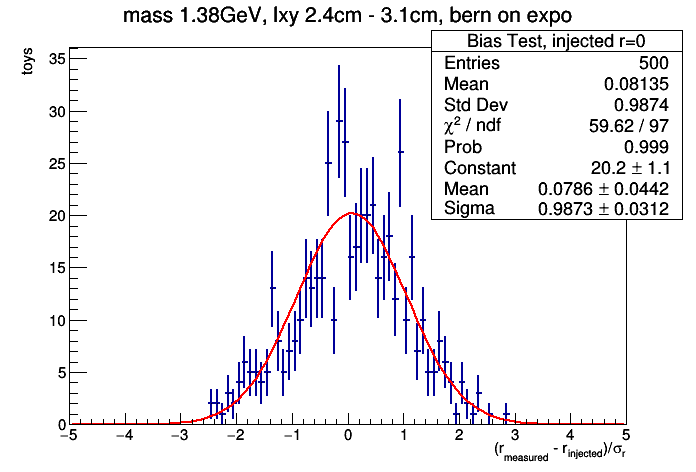 mass 1.38GeV, lxy 2.4cm - 3.1cm, bern on expo
Bias Test, injected r=0
Entries 500
Mean 0.08135
Std Dev 0.9874
χ² / ndf 59.62 / 97
Prob 0.999
Constant 20.2 ± 1.1
Mean 0.0786 ± 0.0442
Sigma 0.9873 ± 0.0312
toys
35
30
25
20
15
10
5
0
−5 −4 −3 −2 −1 0 1 2 3 4 5
(r_measured - r_injected)/σ_r